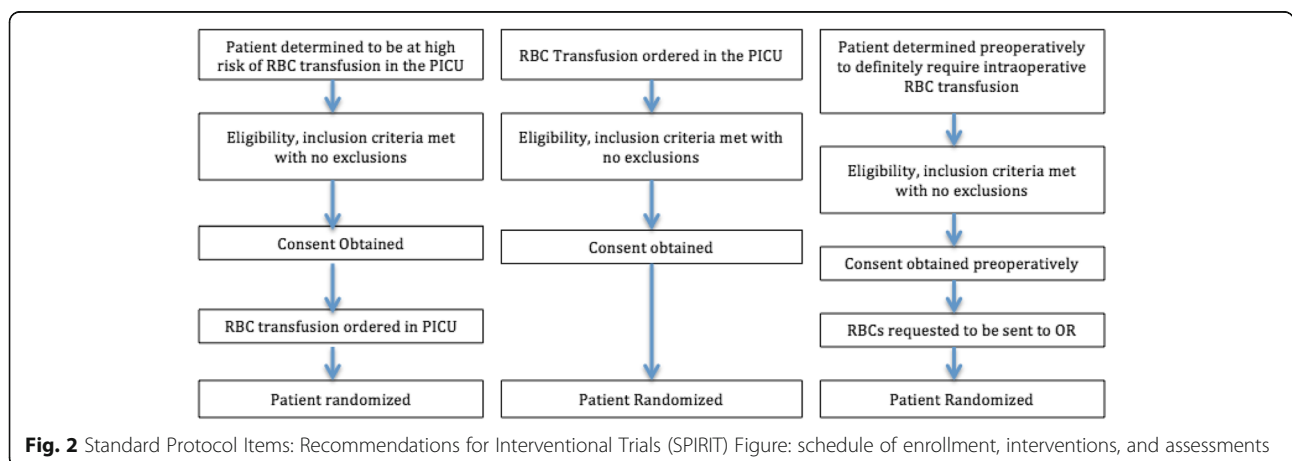 Patient determined to be at high
risk of RBC transfusion in the PICU
Eligibility, inclusion criteria met
with no exclusions
Consent Obtained
RBC transfusion ordered in PICU
Patient randomized
RBC Transfusion ordered in the PICU
Eligibility, inclusion criteria met with
no exclusions
Consent obtained
Patient Randomized
Patient determined preoperatively
to definitely require intraoperative
RBC transfusion
Eligibility, inclusion criteria met
with no exclusions
Consent obtained preoperatively
RBCs requested to be sent to OR
Patient Randomized
Fig. 2 Standard Protocol Items: Recommendations for Interventional Trials (SPIRIT) Figure: schedule of enrollment, interventions, and assessments